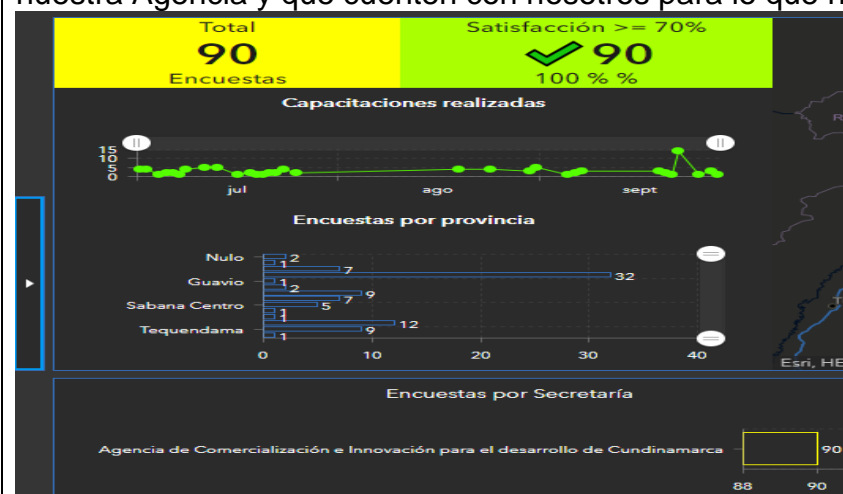 nuestra Agencia y que cuenten con nosotros para lo que
Total
90
Encuestas
Satisfacción >= 70%
90
100 % %
Capacitaciones realizadas
15
10
5
0
jul
ago
sept
Encuestas por provincia
Nulo
2
1
7
32
Guavio
1
2
9
7
Sabana Centro
5
1
1
12
Tequendama
9
1
0
10
20
30
40
Esri, HE
Encuestas por Secretaría
Agencia de Comercialización e Innovación para el desarrollo de Cundinamarca
90
88
90